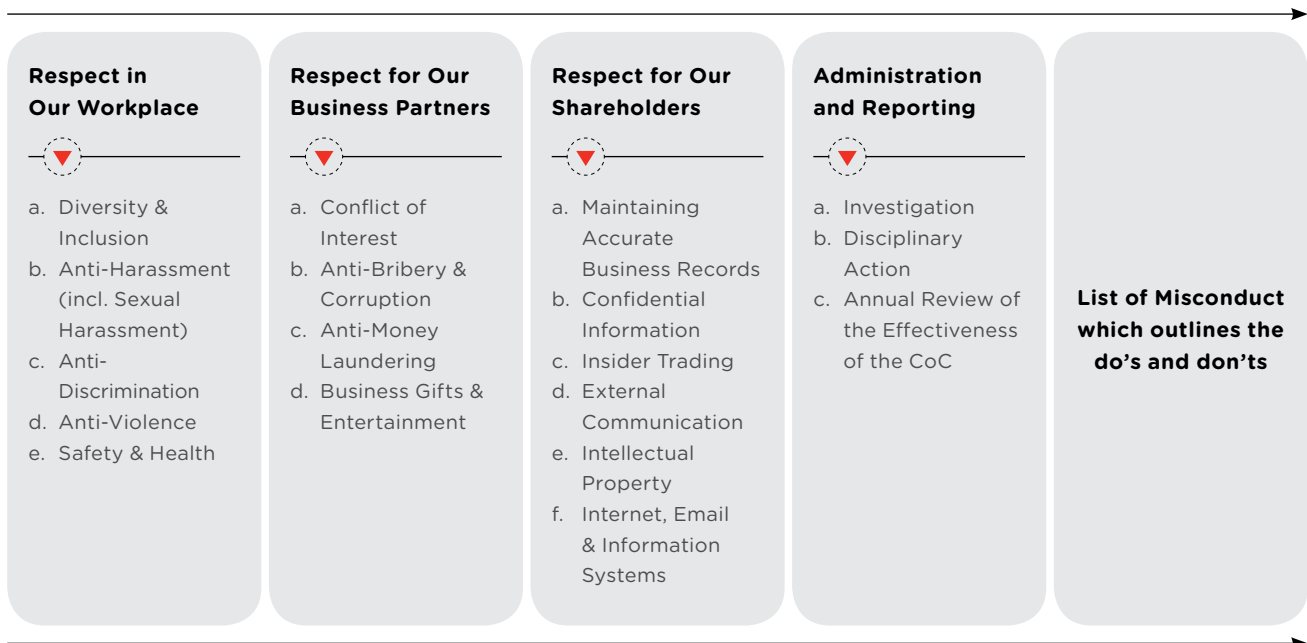 Respect in
Our Workplace
a. Diversity &
Inclusion
b. Anti-Harassment
(incl. Sexual
Harassment)
c. Anti-
Discrimination
d. Anti-Violence
e. Safety & Health
Respect for Our
Business Partners
a. Conflict of
Interest
b. Anti-Bribery &
Corruption
c. Anti-Money
Laundering
d. Business Gifts &
Entertainment
Respect for Our
Shareholders
a. Maintaining
Accurate
Business Records
b. Confidential
Information
c. Insider Trading
d. External
Communication
e. Intellectual
Property
f. Internet, Email
& Information
Systems
Administration
and Reporting
a. Investigation
b. Disciplinary
Action
c. Annual Review of
the Effectiveness
of the CoC
List of Misconduct
which outlines the
do’s and don’ts